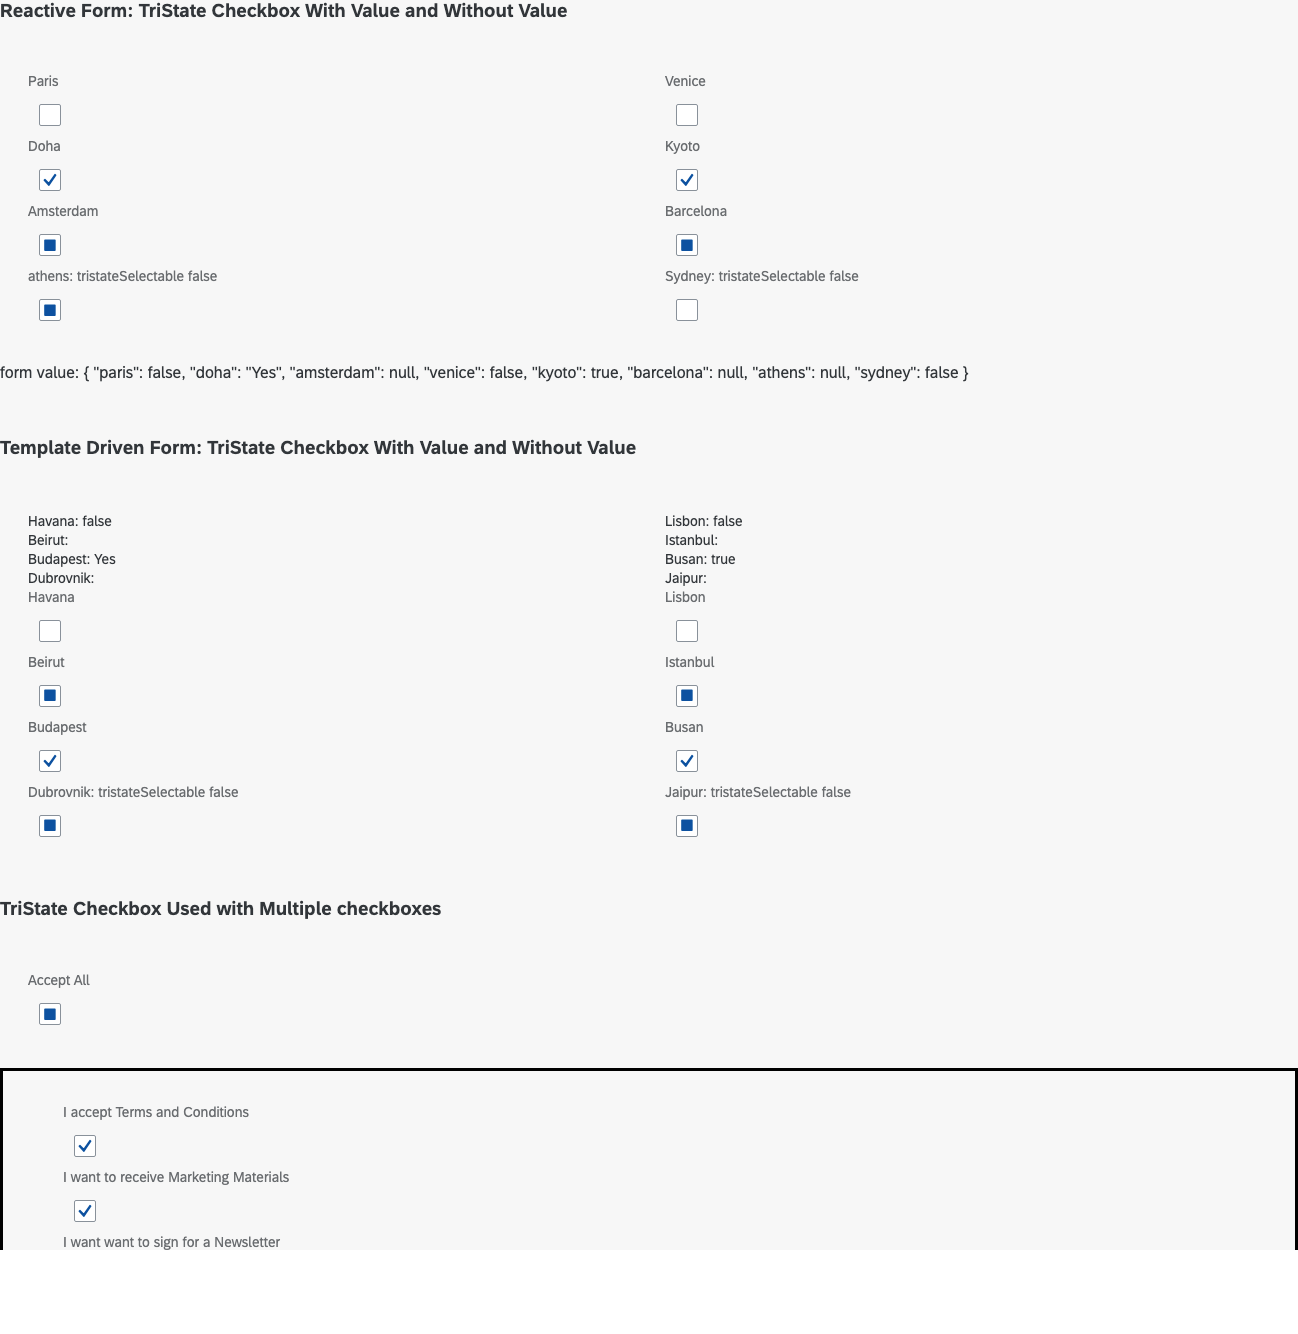 Reactive Form: TriState Checkbox With Value and Without Value
Paris
Venice
Doha
Kyoto
Amsterdam
Barcelona
athens: tristateSelectable false
Sydney: tristateSelectable false
form value: { "paris": false, "doha": "Yes", "amsterdam": null, "venice": false, "kyoto": true, "barcelona": null, "athens": null, "sydney": false }
Template Driven Form: TriState Checkbox With Value and Without Value
Havana: false
Beirut:
Budapest: Yes
Dubrovnik:
Lisbon: false
Istanbul:
Busan: true
Jaipur:
Havana
Lisbon
Beirut
Istanbul
Budapest
Busan
Dubrovnik: tristateSelectable false
Jaipur: tristateSelectable false
TriState Checkbox Used with Multiple checkboxes
Accept All
I accept Terms and Conditions
I want to receive Marketing Materials
I want want to sign for a Newsletter